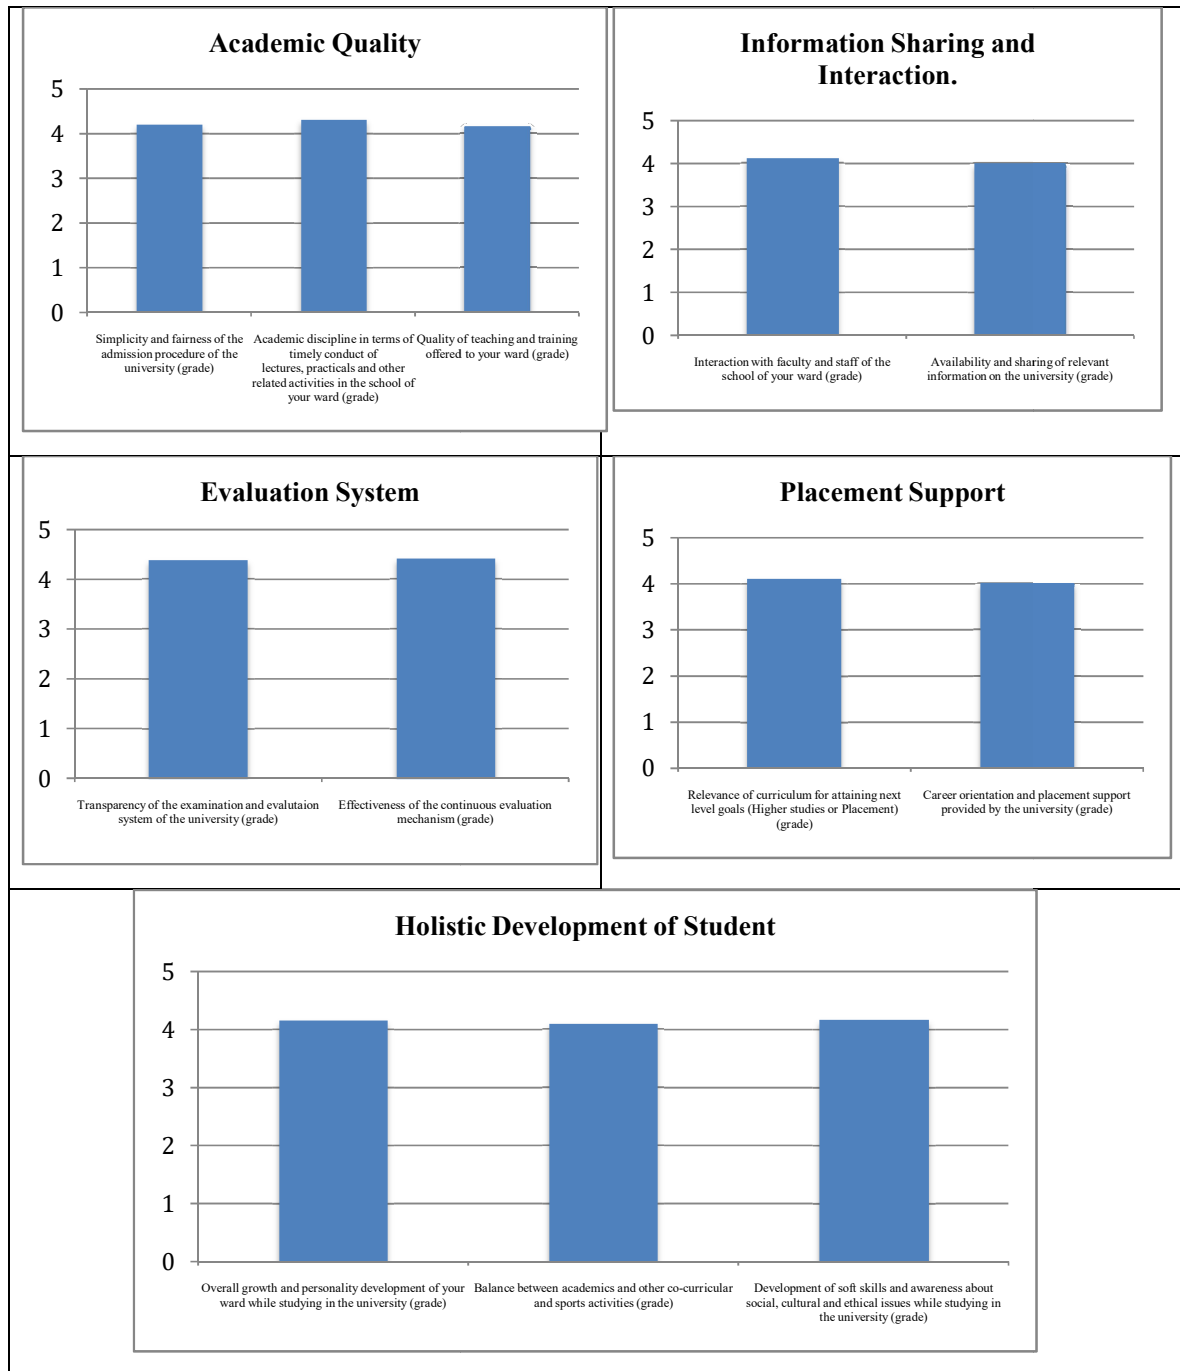 Academic Quality
5
4
3
2
1
0
Simplicity and fairness of the
admission procedure of the
university (grade)
Academic discipline in terms of
timely conduct of
lectures, practicals and other
related activities in the school of
your ward (grade)
Quality of teaching and training
offered to your ward (grade)
Information Sharing and
Interaction.
5
4
3
2
1
0
Interaction with faculty and staff of the
school of your ward (grade)
Availability and sharing of relevant
information on the university (grade)
Evaluation System
5
4
3
2
1
0
Transparency of the examination and evalutaion
system of the university (grade)
Effectiveness of the continuous evaluation
mechanism (grade)
Placement Support
5
4
3
2
1
0
Relevance of curriculum for attaining next
level goals (Higher studies or Placement)
(grade)
Career orientation and placement support
provided by the university (grade)
Holistic Development of Student
5
4
3
2
1
0
Overall growth and personality development of your
ward while studying in the university (grade)
Balance between academics and other co-curricular
and sports activities (grade)
Development of soft skills and awareness about
social, cultural and ethical issues while studying in
the university (grade)